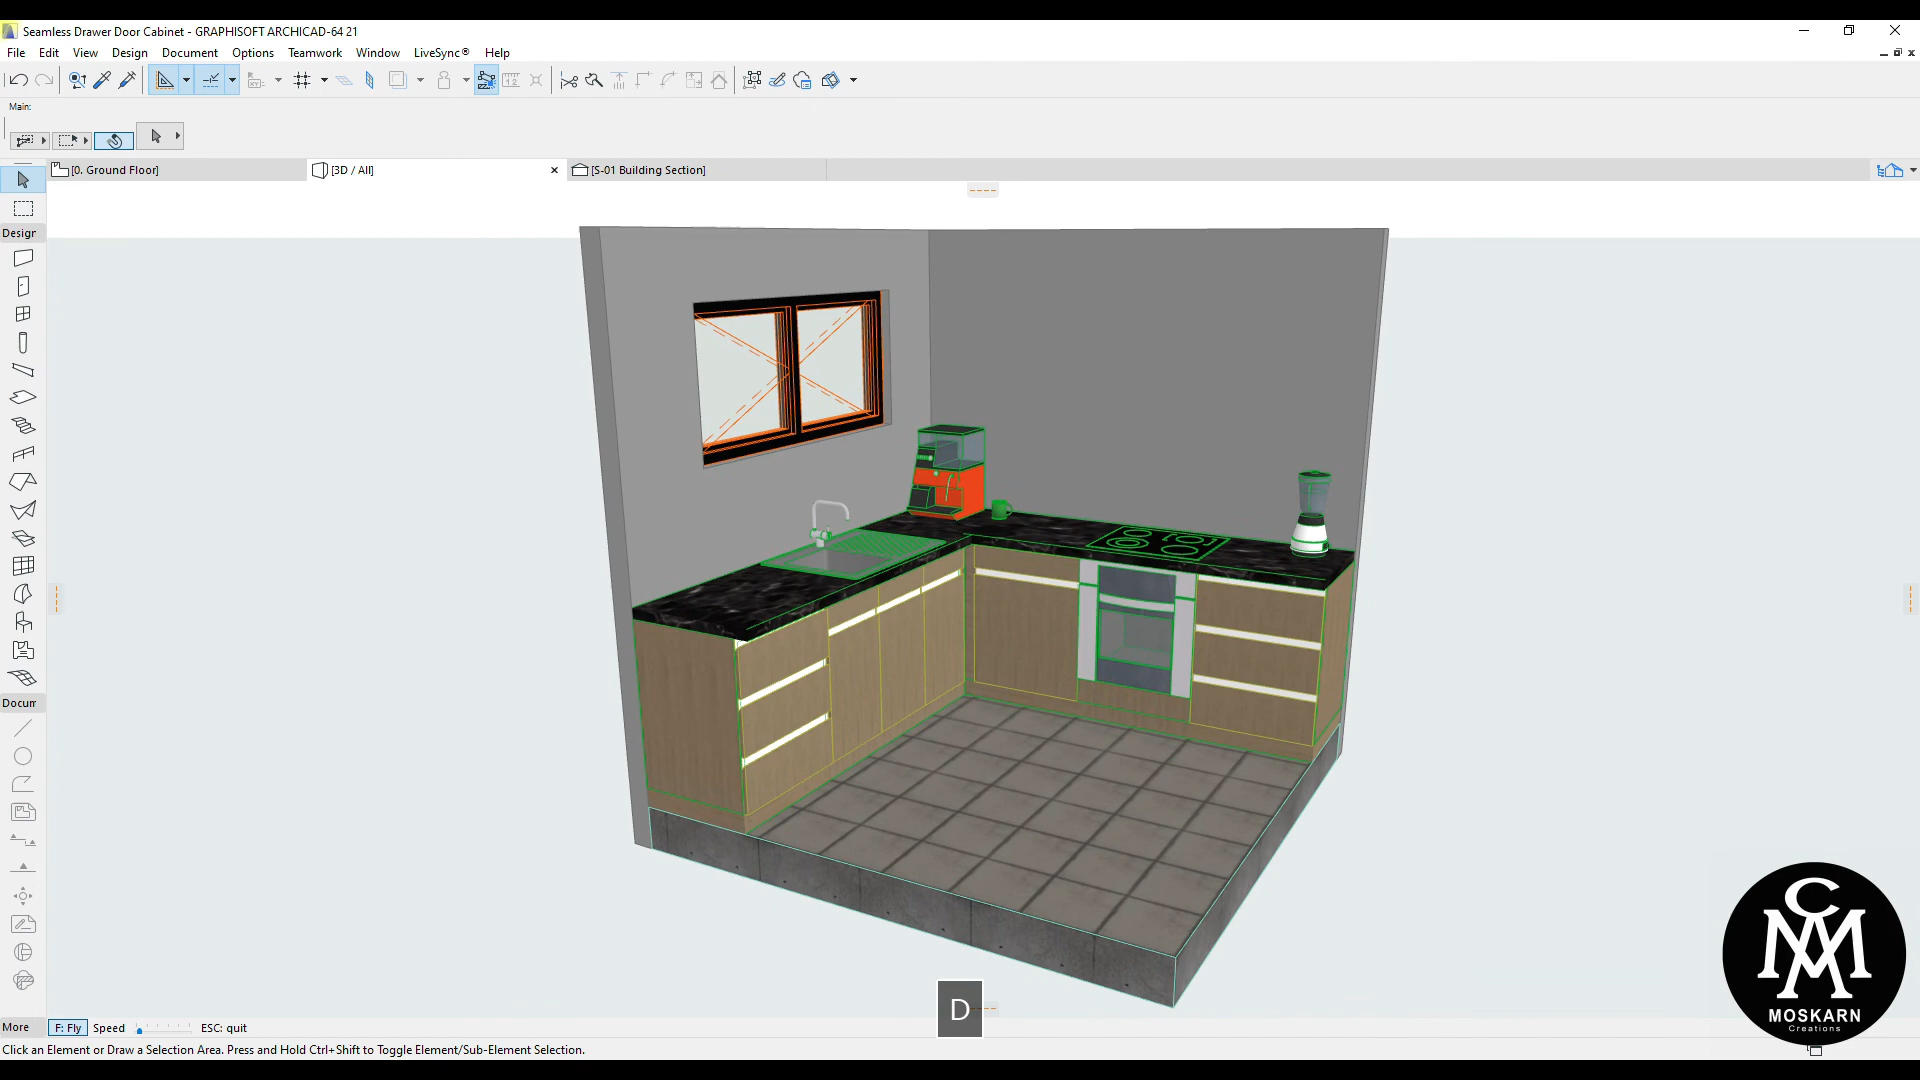 Seamless Drawer Door Cabinet - GRAPHISOFT ARCHICAD-64 21
File Edit View Design Document Options Teamwork Window LiveSync® Help
Main:
[0. Ground Floor] [3D / All] [S-01 Building Section]
Design
Docum
More F: Fly Speed ESC: quit
Click an Element or Draw a Selection Area. Press and Hold Ctrl+Shift to Toggle Element/Sub-Element Selection.
D
CM
MOSKARN
Creations